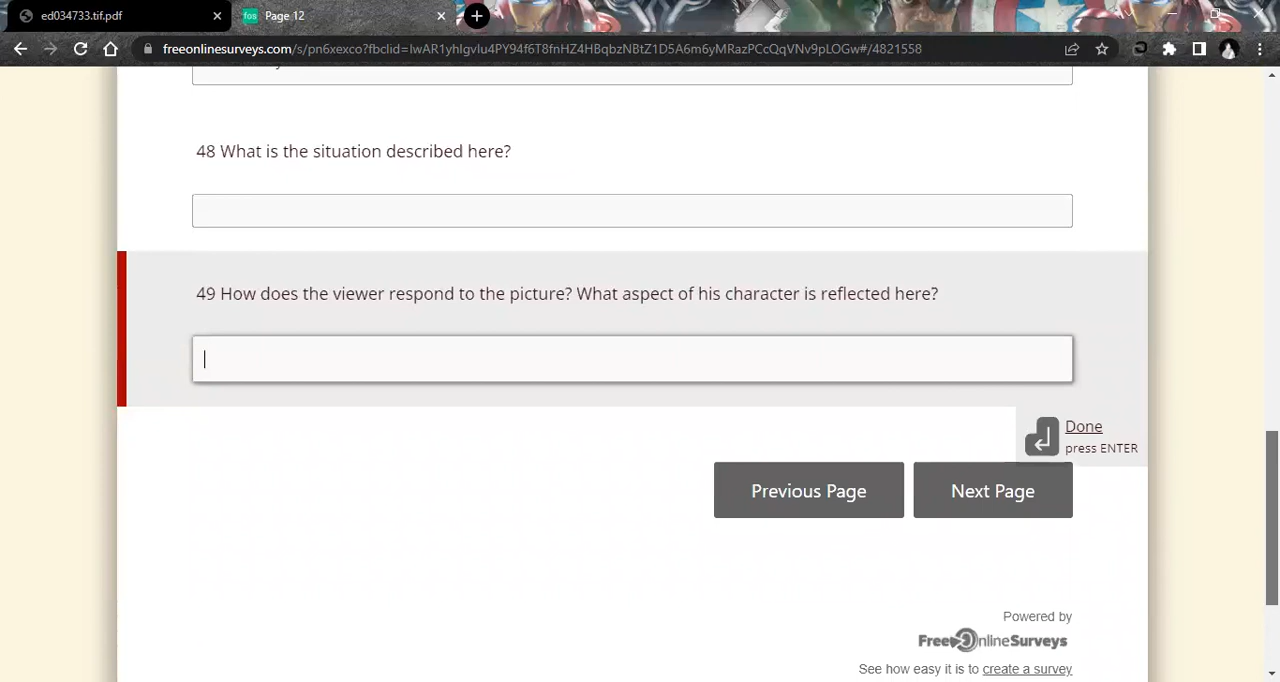 ed034733.tif.pdf
fos Page 12
freeonlinesurveys.com/s/pn6xexco?fbclid=IwAR1yhlgvlu4PY94f6T8fnHZ4HBqbzNBtZ1D5A6m6yMRazPCcQqVNv9pLOGw#/4821558
48 What is the situation described here?
49 How does the viewer respond to the picture? What aspect of his character is reflected here?
Done
press ENTER
Previous Page
Next Page
Powered by
FreeOnlineSurveys
See how easy it is to create a survey